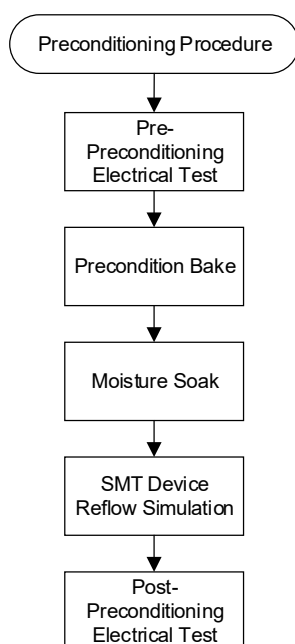 Preconditioning Procedure
Pre-
Preconditioning
Electrical Test
Precondition Bake
Moisture Soak
SMT Device
Reflow Simulation
Post-
Preconditioning
Electrical Test